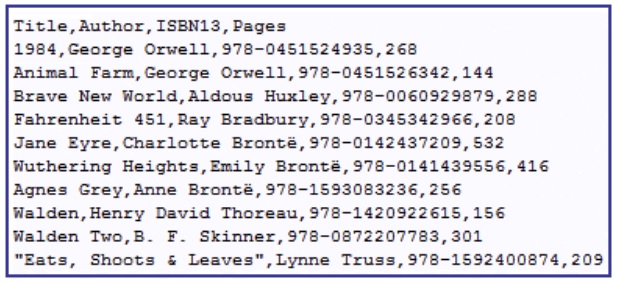 Title,Author,ISBN13,Pages
1984,George Orwell,978-0451524935,268
Animal Farm,George Orwell,978-0451526342,144
Brave New World,Aldous Huxley,978-0060929879,288
Fahrenheit 451,Ray Bradbury,978-0345342966,208
Jane Eyre,Charlotte Brontë,978-0142437209,532
Wuthering Heights,Emily Brontë,978-0141439556,416
Agnes Grey,Anne Brontë,978-1593083236,256
Walden,Henry David Thoreau,978-1420922615,156
Walden Two,B. F. Skinner,978-0872207783,301
"Eats, Shoots & Leaves",Lynne Truss,978-1592400874,209